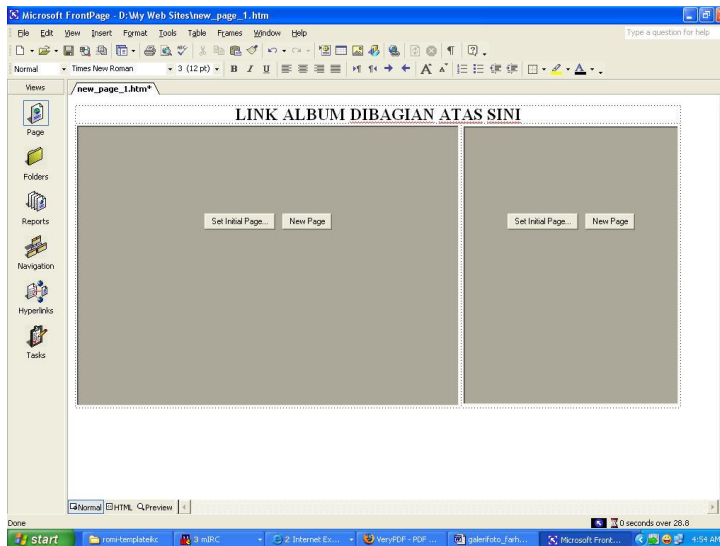 Microsoft FrontPage - D:\My Web Sites\new_page_1.htm
File Edit View Insert Format Tools Table Frames Window Help
Type a question for help
Normal Times New Roman 3 (12 pt) B I U A A A
Views
new_page_1.htm*
LINK ALBUM DIBAGIAN ATAS SINI
Page
Folders
Set Initial Page... New Page
Set Initial Page... New Page
Reports
Navigation
Hyperlinks
Tasks
Normal HTML Preview
Done
0 seconds over 28.8
start
romi-templateikc
3 mIRC
2 Internet Ex...
VeryPDF - PDF ...
galerifoto_farh...
Microsoft Front...
4:54 AM